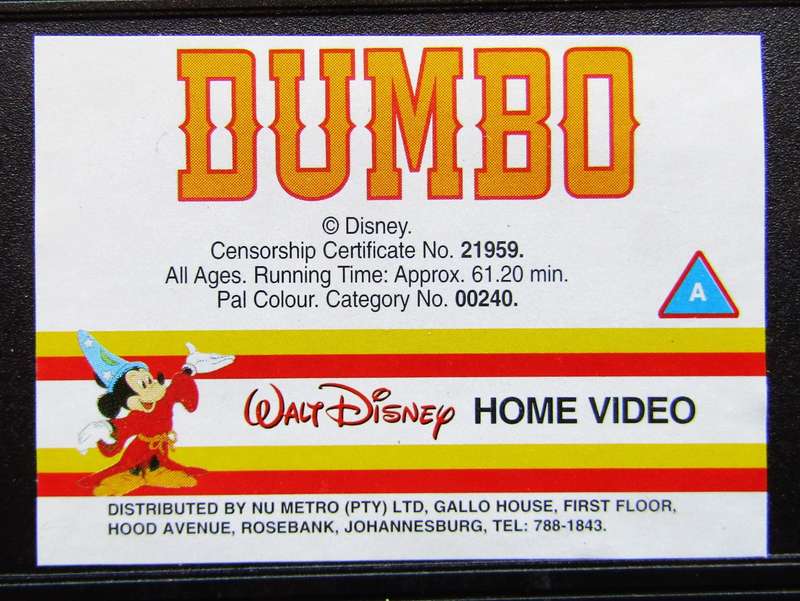 DUMBO
© Disney.
Censorship Certificate No. 21959.
All Ages. Running Time: Approx. 61.20 min.
Pal Colour. Category No. 00240.
A
WALT DISNEY HOME VIDEO
DISTRIBUTED BY NU METRO (PTY) LTD, GALLO HOUSE, FIRST FLOOR,
HOOD AVENUE, ROSEBANK, JOHANNESBURG, TEL: 788-1843.